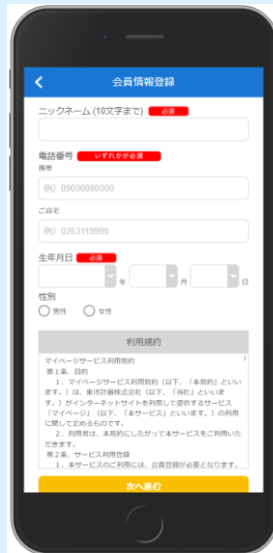 会員情報登録
ニックネーム (10文字まで) 必須
電話番号 いずれかが必須
携帯
例) 09000000000
ご自宅
例) 0263119999
生年月日 必須
年 月 日
性別
男性 女性
利用規約
マイページサービス利用規約
第1条、目的
1．マイページサービス利用規約（以下、「本規約」といい
ます。）は、東洋計器株式会社（以下、「当社」といいま
す。）がインターネットサイトを利用して提供するサービス
「マイページ」（以下、「本サービス」といいます。）の利用
に関して定めるものです。
2．利用者は、本規約にしたがって本サービスをご利用いた
だきます。
第2条、サービス利用登録
1．本サービスのご利用には、会員登録が必要となります。
次へ進む